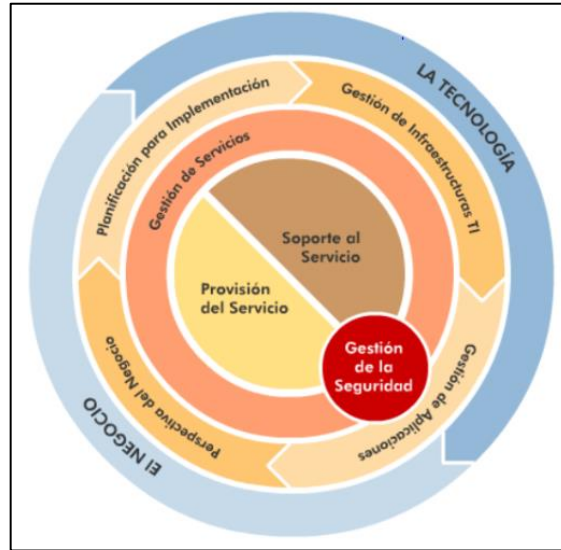 LA TECNOLOGÍA
Planificación para Implementación
Gestión de Infraestructuras TI
Gestión de Servicios
Soporte al
Servicio
Provisión
del Servicio
Gestión
de la
Seguridad
Gestión de Aplicaciones
Perspectiva del Negocio
El NEGOCIO